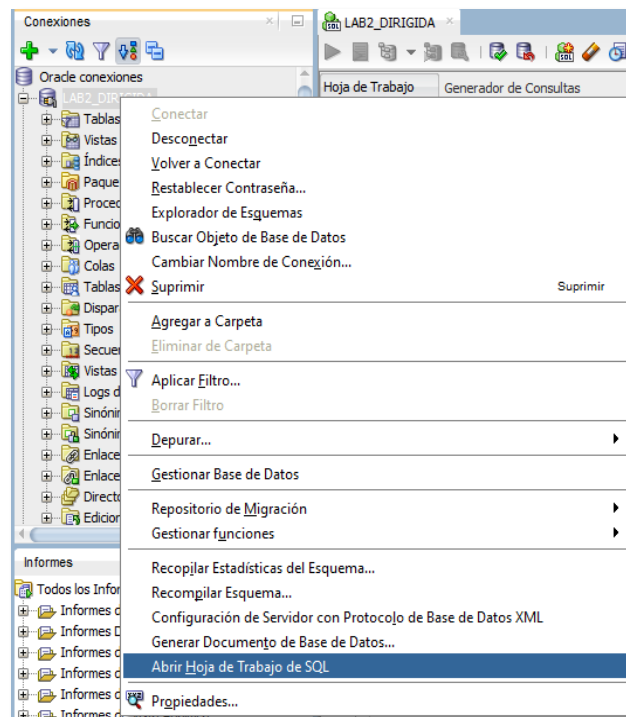 Conexiones
LAB2_DIRIGIDA
Oracle conexiones
Hoja de Trabajo
Generador de Consultas
LAB2_DIRIGIDA
Tablas
Vistas
Índices
Paque
Proced
Funcio
Opera
Colas
Tablas
Dispar
Tipos
Secuen
Vistas
Logs d
Sinónim
Sinónim
Enlace
Enlace
Directo
Edicion
Conectar
Desconectar
Volver a Conectar
Restablecer Contraseña...
Explorador de Esquemas
Buscar Objeto de Base de Datos
Cambiar Nombre de Conexión...
Suprimir Suprimir
Agregar a Carpeta
Eliminar de Carpeta
Aplicar Filtro...
Borrar Filtro
Depurar...
Gestionar Base de Datos
Repositorio de Migración
Gestionar funciones
Recopilar Estadísticas del Esquema...
Recompilar Esquema...
Configuración de Servidor con Protocolo de Base de Datos XML
Generar Documento de Base de Datos...
Abrir Hoja de Trabajo de SQL
Propiedades...
Informes
Todos los Infor
Informes d
Informes D
Informes d
Informes d
Informes d